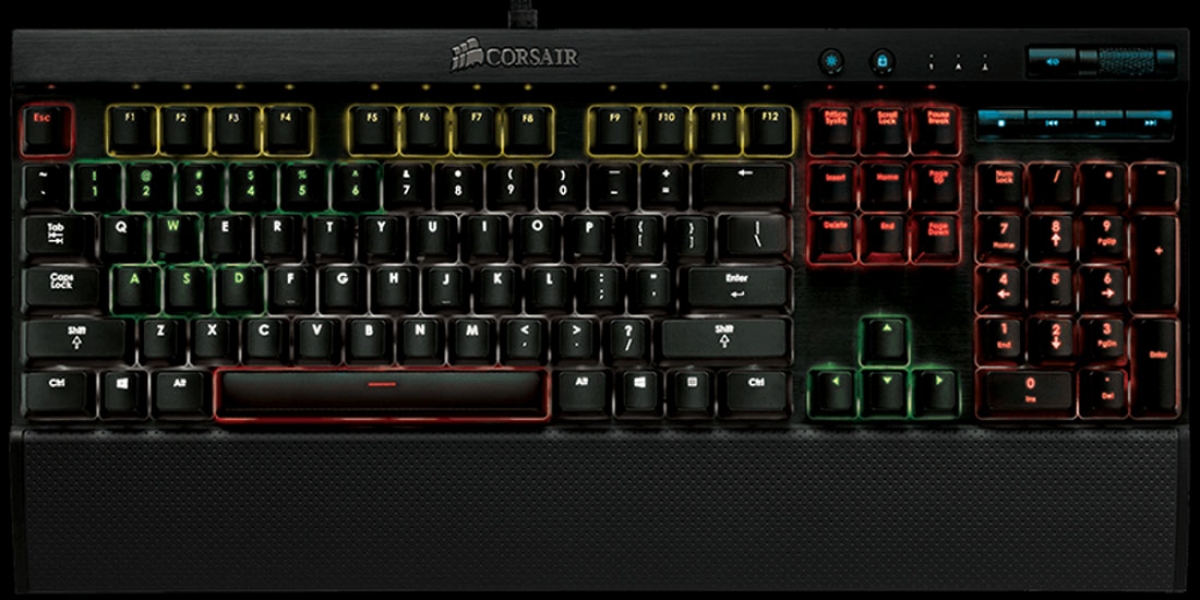 CORSAIR
Esc F1 F2 F3 F4 F5 F6 F7 F8 F9 F10 F11 F12 PrtScn SysRq Scroll Lock Pause Break
~ ! @ # $ % ^ & * ( ) _ + ←
1 2 3 4 5 6 7 8 9 0 - = Insert Home Page Up Num Lock / * -
Tab Q W E R T Y U I O P { [ } ] | \ Delete End Page Down 7 Home 8 ↑ 9 PgUp +
Caps Lock A S D F G H J K L : ; " ' Enter 4 ← 5 6 →
Shift Z X C V B N M < , > . ? / Shift 1 End 2 ↓ 3 PgDn Enter
Ctrl Alt Alt Ctrl 0 Ins . Del